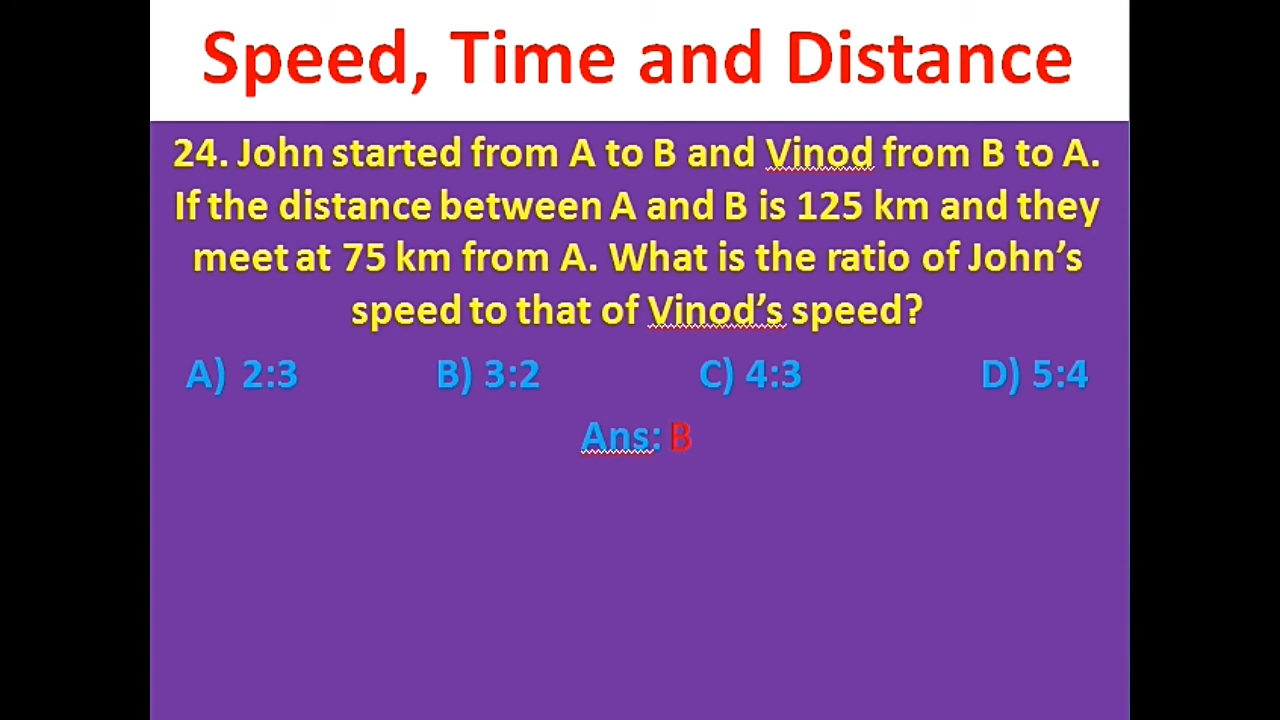 Speed, Time and Distance
24. John started from A to B and Vinod from B to A.
If the distance between A and B is 125 km and they
meet at 75 km from A. What is the ratio of John's
speed to that of Vinod's speed?
A) 2:3 B) 3:2 C) 4:3 D) 5:4
Ans: B